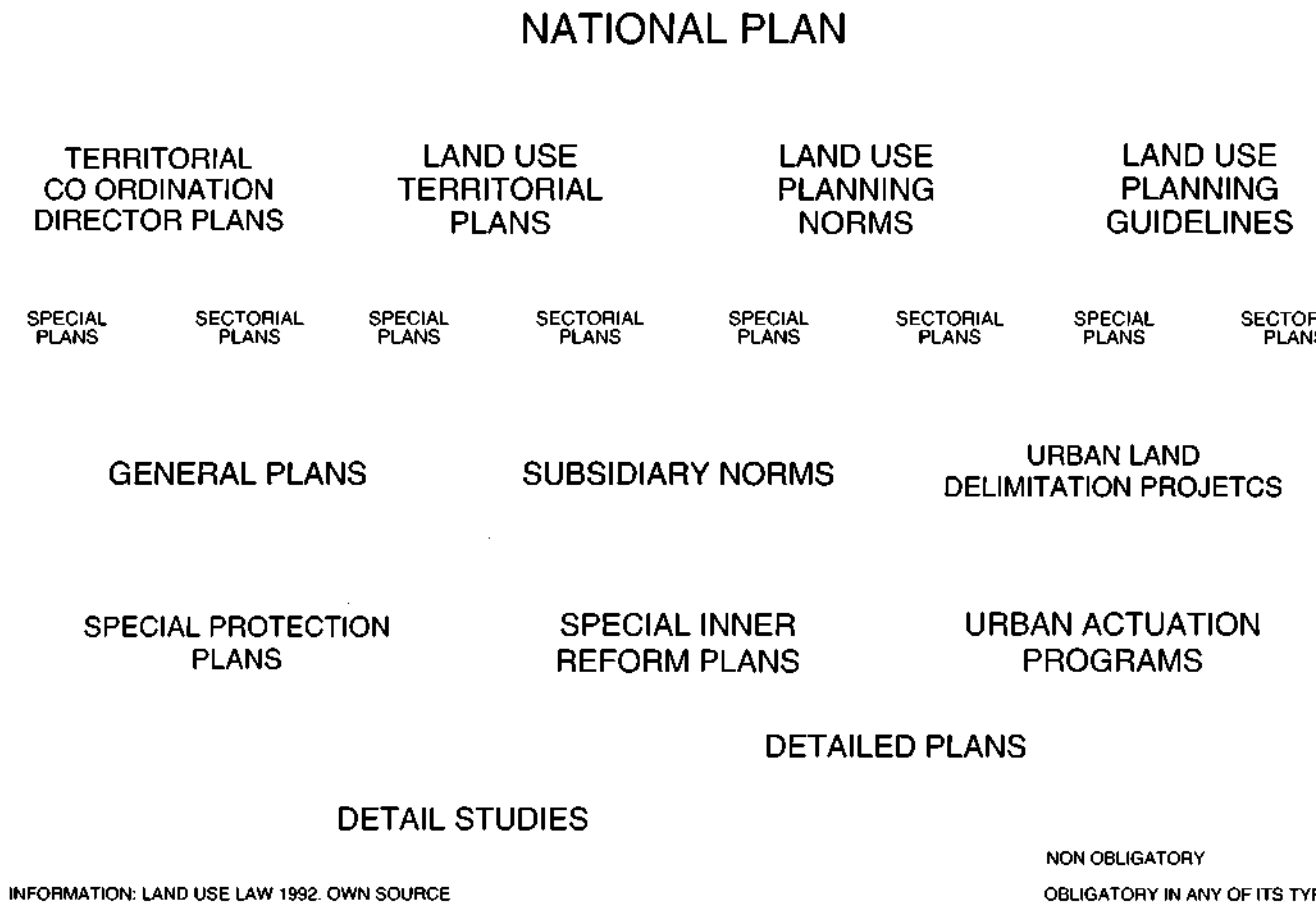 NATIONAL PLAN
TERRITORIAL
CO ORDINATION
DIRECTOR PLANS
LAND USE
TERRITORIAL
PLANS
LAND USE
PLANNING
NORMS
LAND USE
PLANNING
GUIDELINES
SPECIAL
PLANS
SECTORIAL
PLANS
SPECIAL
PLANS
SECTORIAL
PLANS
SPECIAL
PLANS
SECTORIAL
PLANS
SPECIAL
PLANS
GENERAL PLANS
SUBSIDIARY NORMS
URBAN LAND
DELIMITATION PROJETCS
SPECIAL PROTECTION
PLANS
SPECIAL INNER
REFORM PLANS
URBAN ACTUATION
PROGRAMS
DETAILED PLANS
DETAIL STUDIES
NON OBLIGATORY
INFORMATION: LAND USE LAW 1992. OWN SOURCE
OBLIGATORY IN ANY OF ITS